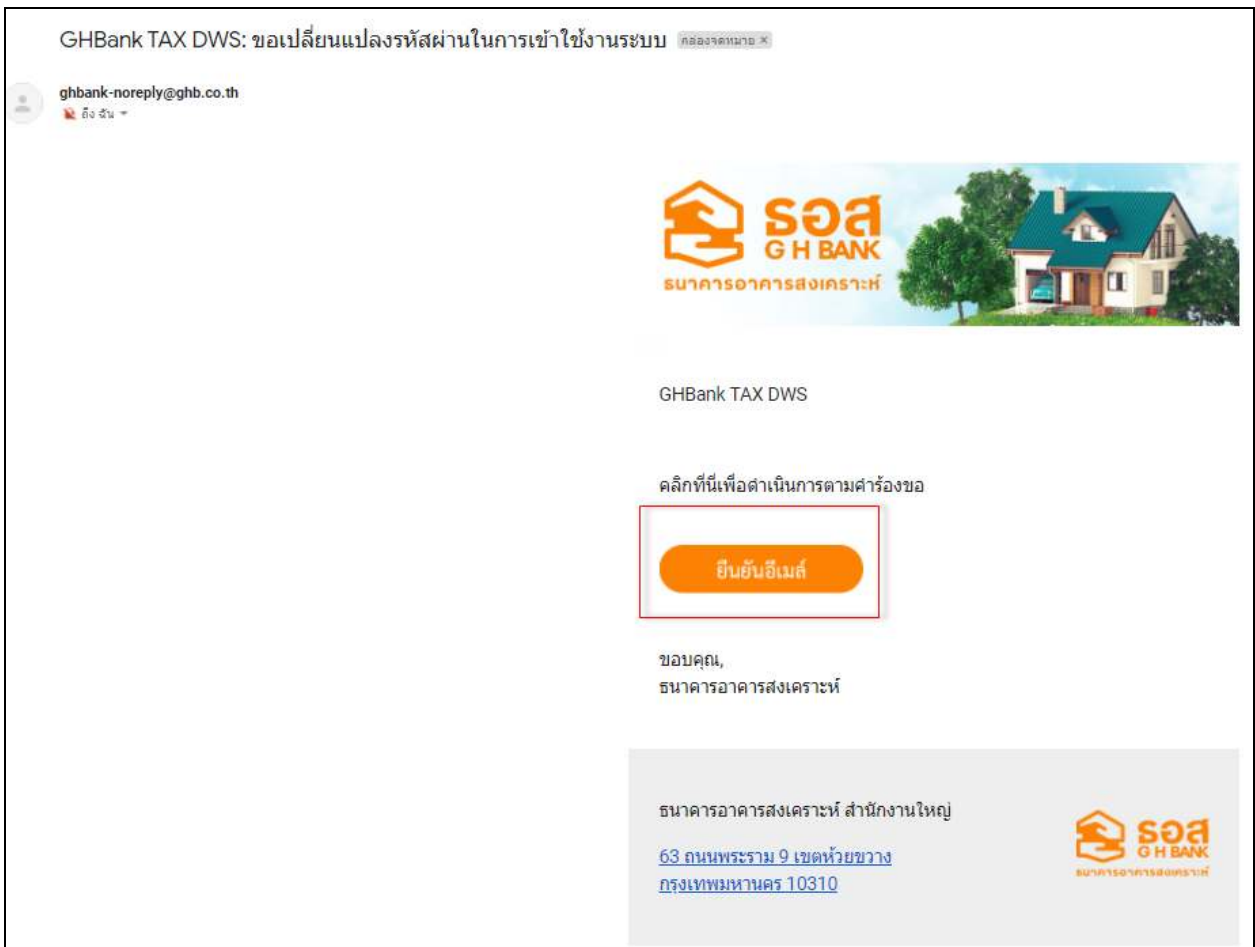 GHBank TAX DWS: ขอเปลี่ยนแปลงรหัสผ่านในการเข้าใช้งานระบบ กล่องจดหมาย ×
ghbank-noreply@ghb.co.th
ถึง ฉัน
ธอส
G H BANK
ธนาคารอาคารสงเคราะห์
GHBank TAX DWS
คลิกที่นี่เพื่อดำเนินการตามคำร้องขอ
ยืนยันอีเมล์
ขอบคุณ,
ธนาคารอาคารสงเคราะห์
ธนาคารอาคารสงเคราะห์ สำนักงานใหญ่
63 ถนนพระราม 9 เขตห้วยขวาง
กรุงเทพมหานคร 10310
ธอส
G H BANK
ธนาคารอาคารสงเคราะห์